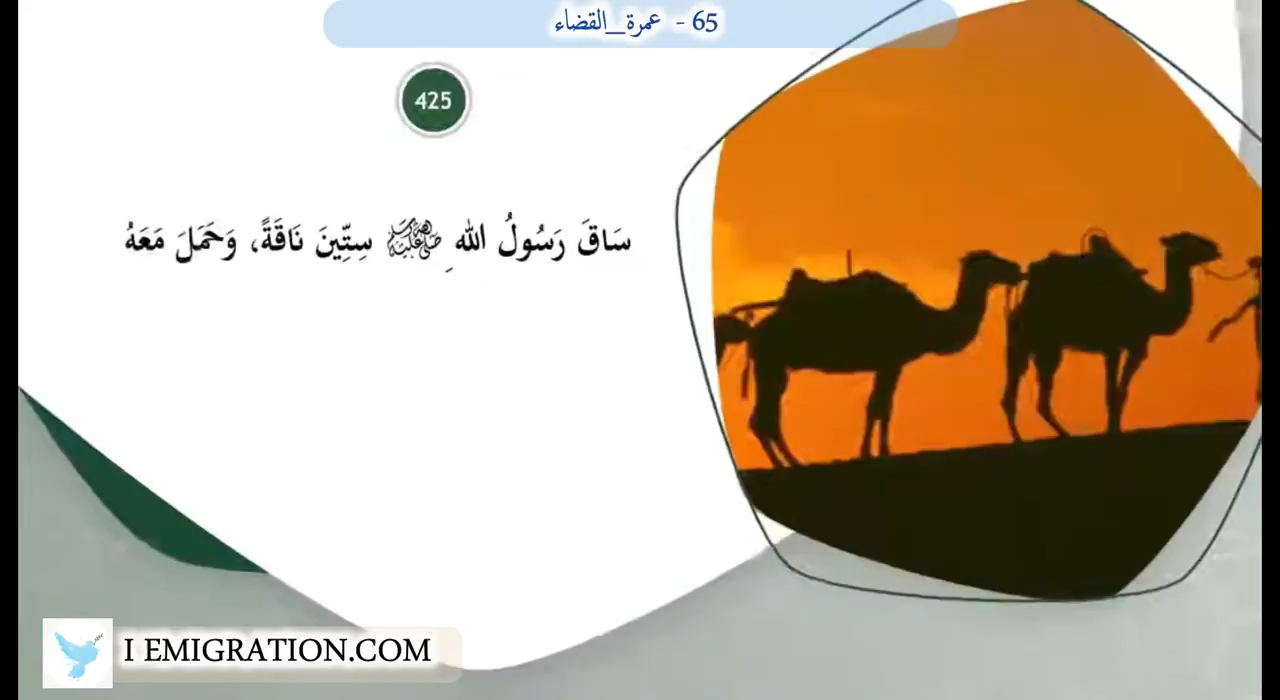 65 - عمرة_القضاء
425
سَاقَ رَسُولُ اللهِ ﷺ سِتِّينَ نَاقَةً، وَحَمَلَ مَعَهُ
I EMIGRATION.COM